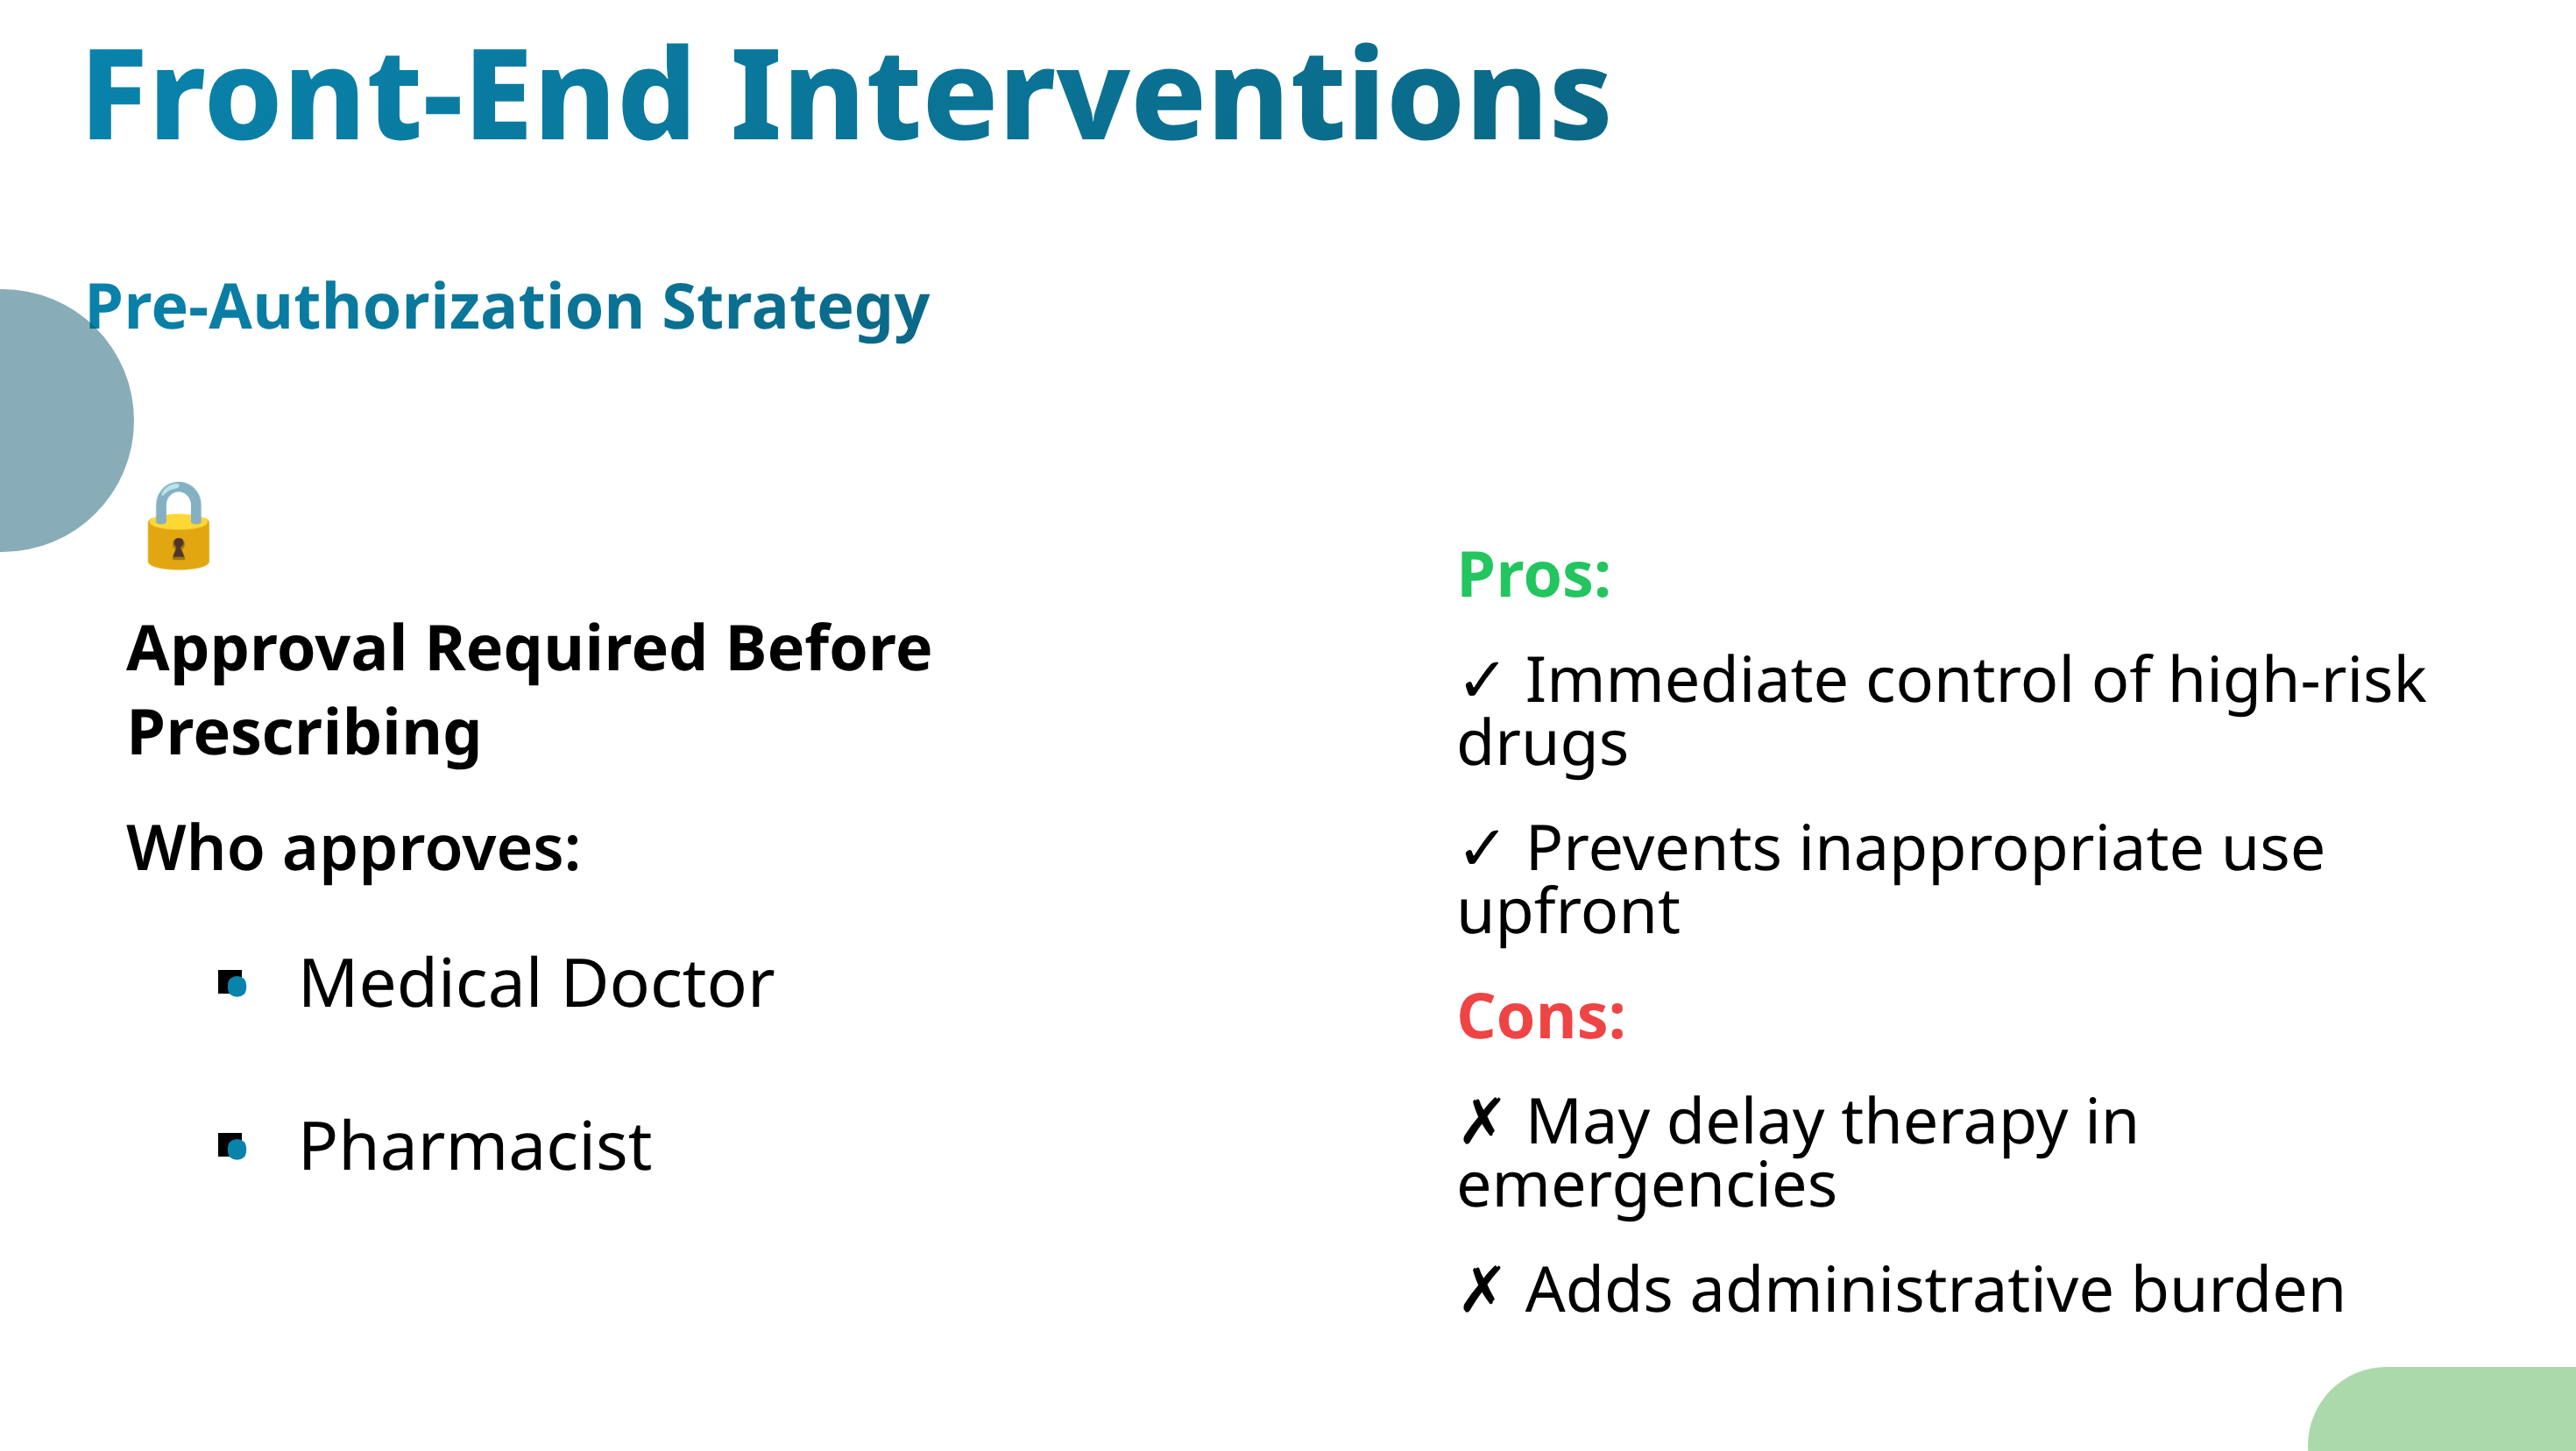 Front-End Interventions
Pre-Authorization Strategy
🔒
Approval Required Before
Prescribing
Who approves:
▪ Medical Doctor
▪ Pharmacist
Pros:
✓ Immediate control of high-risk
drugs
✓ Prevents inappropriate use
upfront
Cons:
✗ May delay therapy in
emergencies
✗ Adds administrative burden